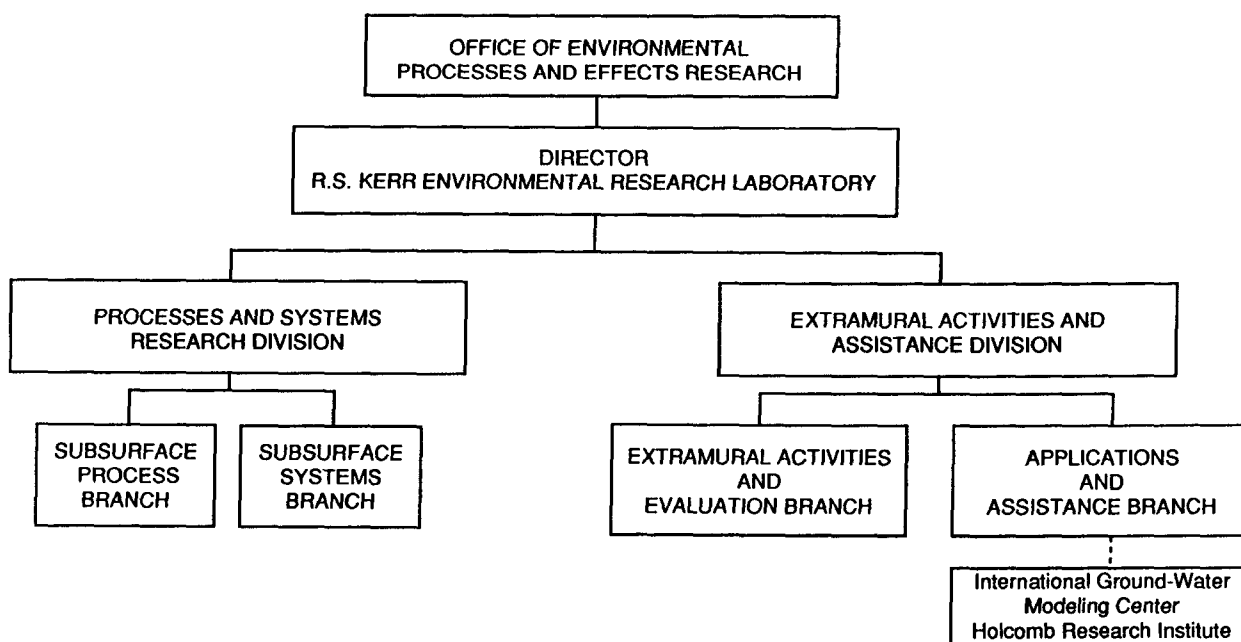 OFFICE OF ENVIRONMENTAL
PROCESSES AND EFFECTS RESEARCH
DIRECTOR
R.S. KERR ENVIRONMENTAL RESEARCH LABORATORY
PROCESSES AND SYSTEMS
RESEARCH DIVISION
EXTRAMURAL ACTIVITIES AND
ASSISTANCE DIVISION
SUBSURFACE
PROCESS
BRANCH
SUBSURFACE
SYSTEMS
BRANCH
EXTRAMURAL ACTIVITIES
AND
EVALUATION BRANCH
APPLICATIONS
AND
ASSISTANCE BRANCH
International Ground-Water
Modeling Center
Holcomb Research Institute